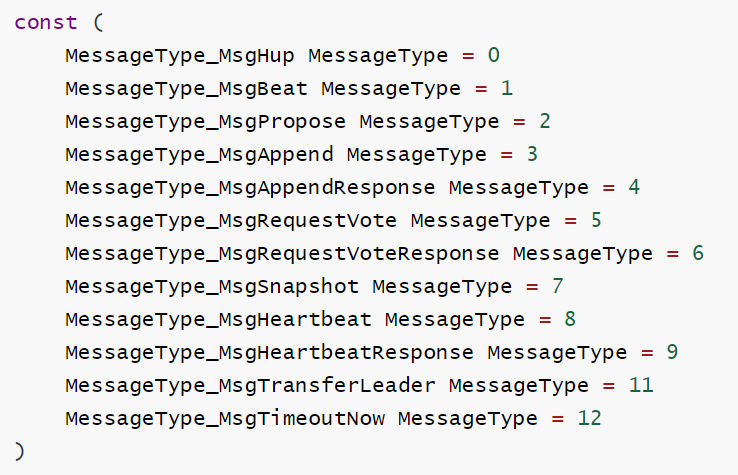 const (
    MessageType_MsgHup MessageType = 0
    MessageType_MsgBeat MessageType = 1
    MessageType_MsgPropose MessageType = 2
    MessageType_MsgAppend MessageType = 3
    MessageType_MsgAppendResponse MessageType = 4
    MessageType_MsgRequestVote MessageType = 5
    MessageType_MsgRequestVoteResponse MessageType = 6
    MessageType_MsgSnapshot MessageType = 7
    MessageType_MsgHeartbeat MessageType = 8
    MessageType_MsgHeartbeatResponse MessageType = 9
    MessageType_MsgTransferLeader MessageType = 11
    MessageType_MsgTimeoutNow MessageType = 12
)